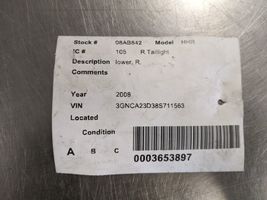 Stock # 08AB842 Model HHR
IC # 105 R Taillight
Description lower, R.
Comments
Year 2008
VIN 3GNCA23D38S711563
Located
Condition
A B C
0003653897